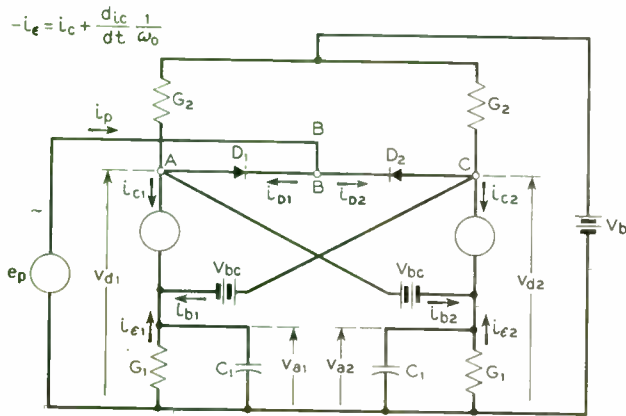 -iε = ic + dic/dt 1/ω0
G2
G2
ip
B
A
D1
D2
C
B
iD1
iD2
ic1
ic2
~
ep
vd1
Vbc
Vbc
vd2
Vb
ib1
ib2
iε1
iε2
G1
C1
va1
va2
C1
G1